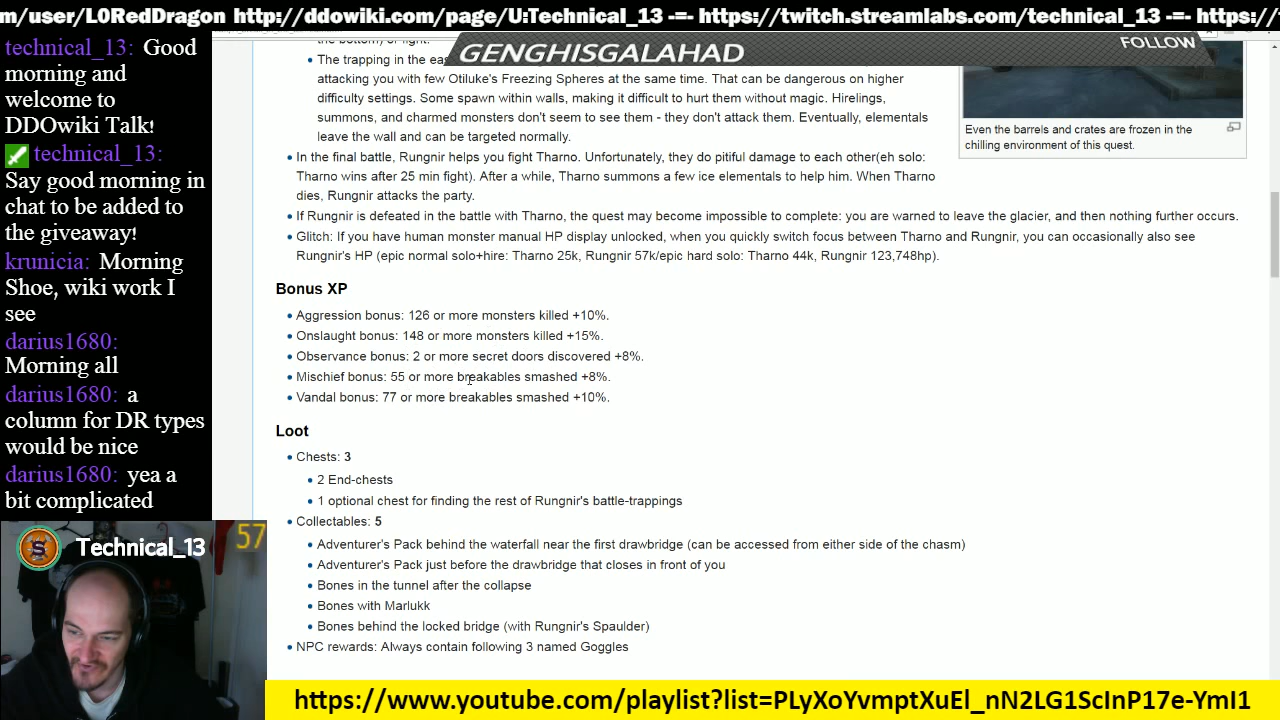 m/user/L0RedDragon http://ddowiki.com/page/U:Technical_13 -=- https://twitch.streamlabs.com/technical_13 -=- https://
GENGHISGALAHAD
FOLLOW
technical_13: Good
morning and
welcome to
DDOwiki Talk!
technical_13:
Say good morning in
chat to be added to
the giveaway!
krunicia: Morning
Shoe, wiki work I
see
darius1680:
Morning all
darius1680: a
column for DR types
would be nice
darius1680: yea a
bit complicated
Technical_13
57
the bottom) or fight.
The trapping in the
attacking you with few Otiluke's Freezing Spheres at the same time. That can be dangerous on higher
difficulty settings. Some spawn within walls, making it difficult to hurt them without magic. Hirelings,
summons, and charmed monsters don't seem to see them - they don't attack them. Eventually, elementals
leave the wall and can be targeted normally.
In the final battle, Rungnir helps you fight Tharno. Unfortunately, they do pitiful damage to each other(eh solo:
Tharno wins after 25 min fight). After a while, Tharno summons a few ice elementals to help him. When Tharno
dies, Rungnir attacks the party.
If Rungnir is defeated in the battle with Tharno, the quest may become impossible to complete: you are warned to leave the glacier, and then nothing further occurs.
Glitch: If you have human monster manual HP display unlocked, when you quickly switch focus between Tharno and Rungnir, you can occasionally also see
Rungnir's HP (epic normal solo+hire: Tharno 25k, Rungnir 57k/epic hard solo: Tharno 44k, Rungnir 123,748hp).
Even the barrels and crates are frozen in the
chilling environment of this quest.
Bonus XP
Aggression bonus: 126 or more monsters killed +10%.
Onslaught bonus: 148 or more monsters killed +15%.
Observance bonus: 2 or more secret doors discovered +8%.
Mischief bonus: 55 or more breakables smashed +8%.
Vandal bonus: 77 or more breakables smashed +10%.
Loot
Chests: 3
2 End-chests
1 optional chest for finding the rest of Rungnir's battle-trappings
Collectables: 5
Adventurer's Pack behind the waterfall near the first drawbridge (can be accessed from either side of the chasm)
Adventurer's Pack just before the drawbridge that closes in front of you
Bones in the tunnel after the collapse
Bones with Marlukk
Bones behind the locked bridge (with Rungnir's Spaulder)
NPC rewards: Always contain following 3 named Goggles
https://www.youtube.com/playlist?list=PLyXoYvmptXuEl_nN2LG1ScInP17e-YmI1